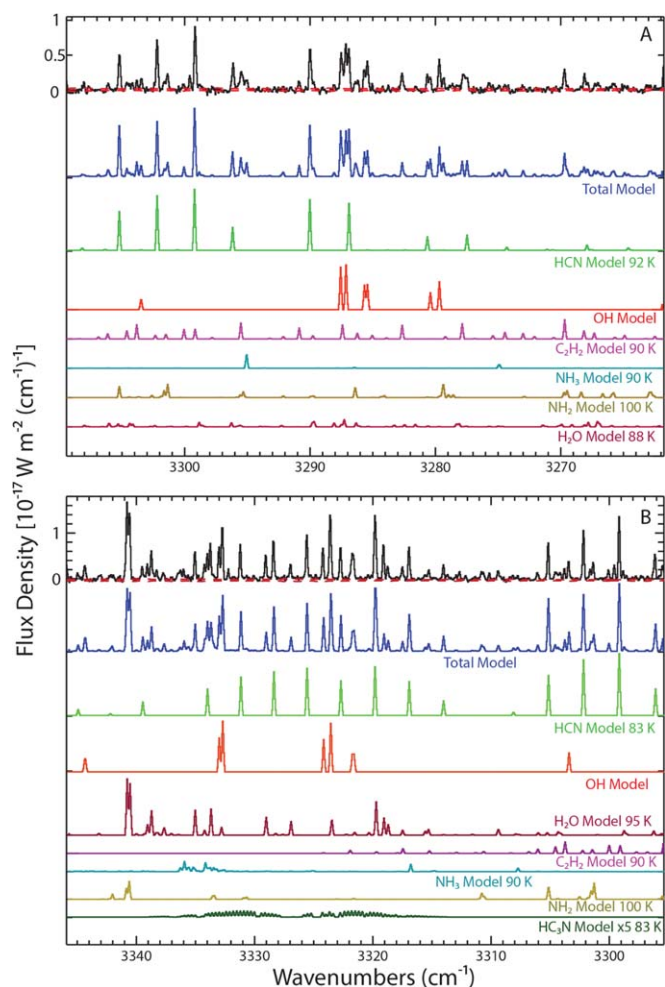 1
A
0.5
0
Total Model
HCN Model 92 K
OH Model
C₂H₂ Model 90 K
NH₃ Model 90 K
NH₂ Model 100 K
H₂O Model 88 K
3300 3290 3280 3270
Flux Density [10⁻¹⁷ W m⁻² (cm⁻¹)⁻¹]
B
1
0
Total Model
HCN Model 83 K
OH Model
H₂O Model 95 K
C₂H₂ Model 90 K
NH₃ Model 90 K
NH₂ Model 100 K
HC₃N Model x5 83 K
3340 3330 3320 3310 3300
Wavenumbers (cm⁻¹)